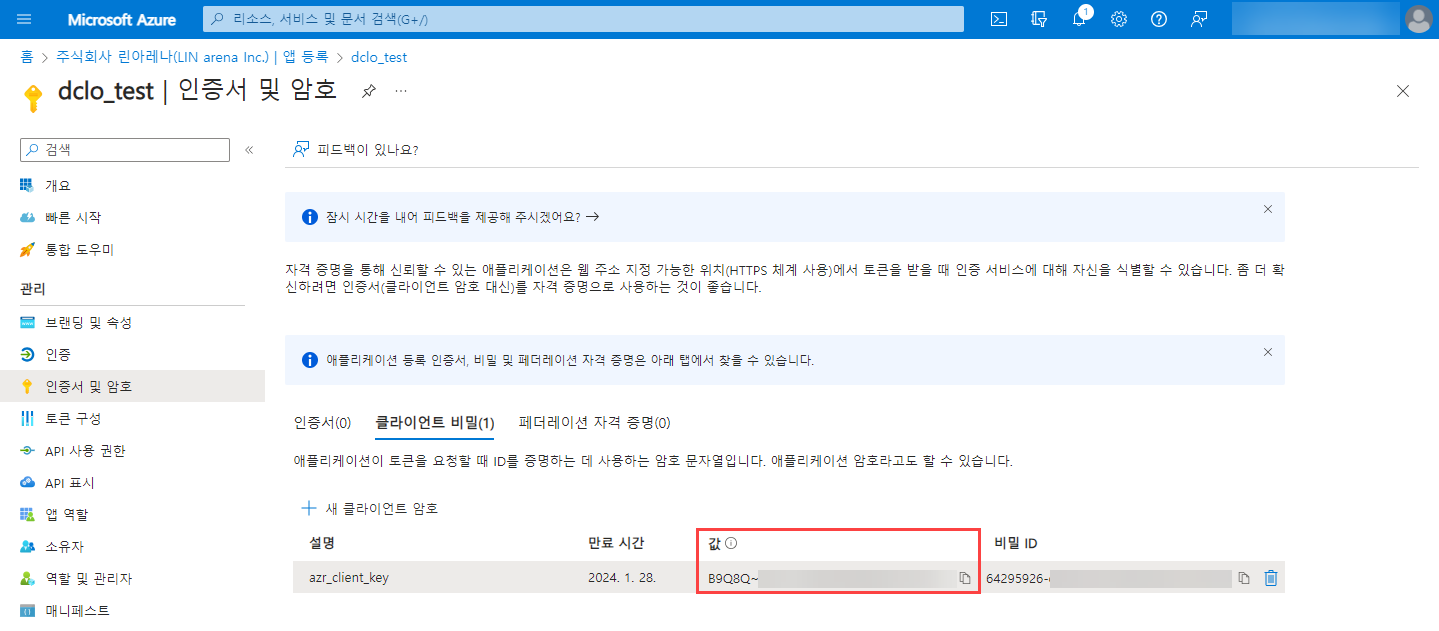 Microsoft Azure
리소스, 서비스 및 문서 검색(G+/)
1
홈 > 주식회사 린아레나(LIN arena Inc.) | 앱 등록 > dclo_test
dclo_test | 인증서 및 암호
검색
개요
빠른 시작
통합 도우미
관리
브랜딩 및 속성
인증
인증서 및 암호
토큰 구성
API 사용 권한
API 표시
앱 역할
소유자
역할 및 관리자
매니페스트
피드백이 있나요?
잠시 시간을 내어 피드백을 제공해 주시겠어요? →
자격 증명을 통해 신뢰할 수 있는 애플리케이션은 웹 주소 지정 가능한 위치(HTTPS 체계 사용)에서 토큰을 받을 때 인증 서비스에 대해 자신을 식별할 수 있습니다. 좀 더 확
신하려면 인증서(클라이언트 암호 대신)를 자격 증명으로 사용하는 것이 좋습니다.
애플리케이션 등록 인증서, 비밀 및 페더레이션 자격 증명은 아래 탭에서 찾을 수 있습니다.
인증서(0) 클라이언트 비밀(1) 페더레이션 자격 증명(0)
애플리케이션이 토큰을 요청할 때 ID를 증명하는 데 사용하는 암호 문자열입니다. 애플리케이션 암호라고도 할 수 있습니다.
새 클라이언트 암호
설명 만료 시간 값 비밀 ID
azr_client_key 2024. 1. 28. B9Q8Q~ 64295926-